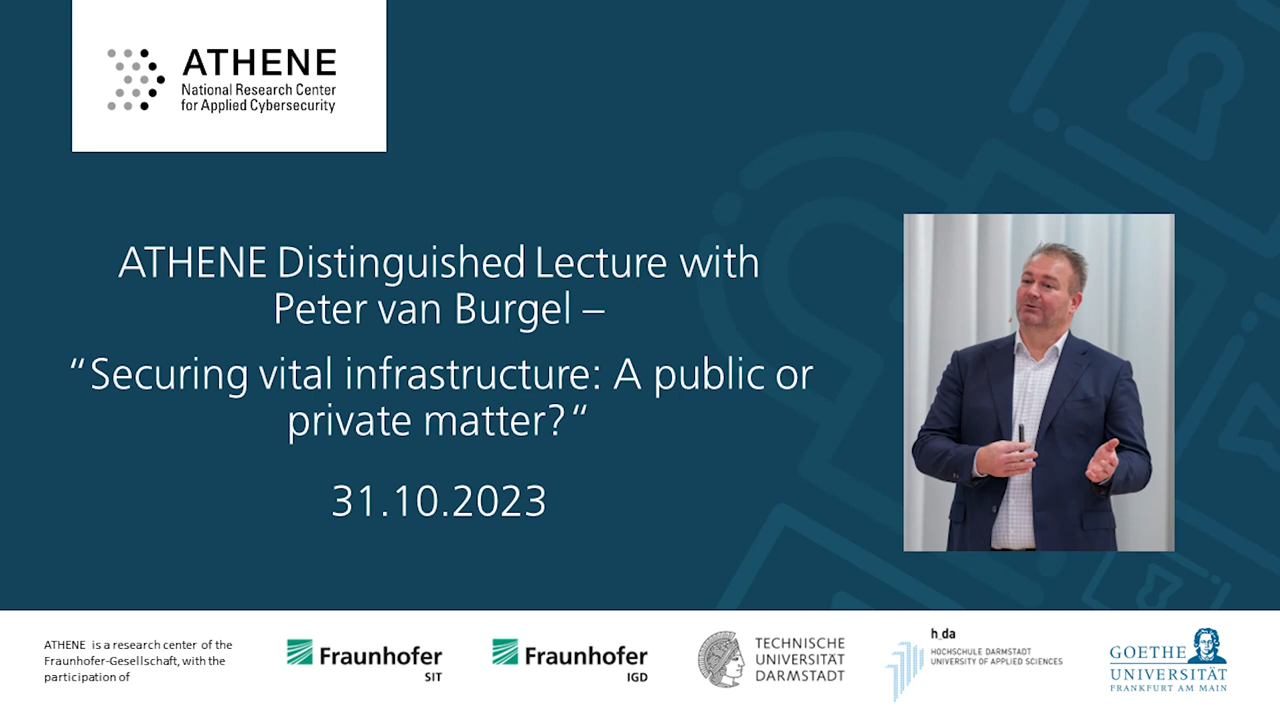 ATHENE
National Research Center
for Applied Cybersecurity
ATHENE Distinguished Lecture with
Peter van Burgel –
“Securing vital infrastructure: A public or
private matter?“
31.10.2023
ATHENE is a research center of the
Fraunhofer-Gesellschaft, with the
participation of
Fraunhofer
SIT
Fraunhofer
IGD
TECHNISCHE
UNIVERSITÄT
DARMSTADT
h_da
HOCHSCHULE DARMSTADT
UNIVERSITY OF APPLIED SCIENCES
GOETHE
UNIVERSITÄT
FRANKFURT AM MAIN